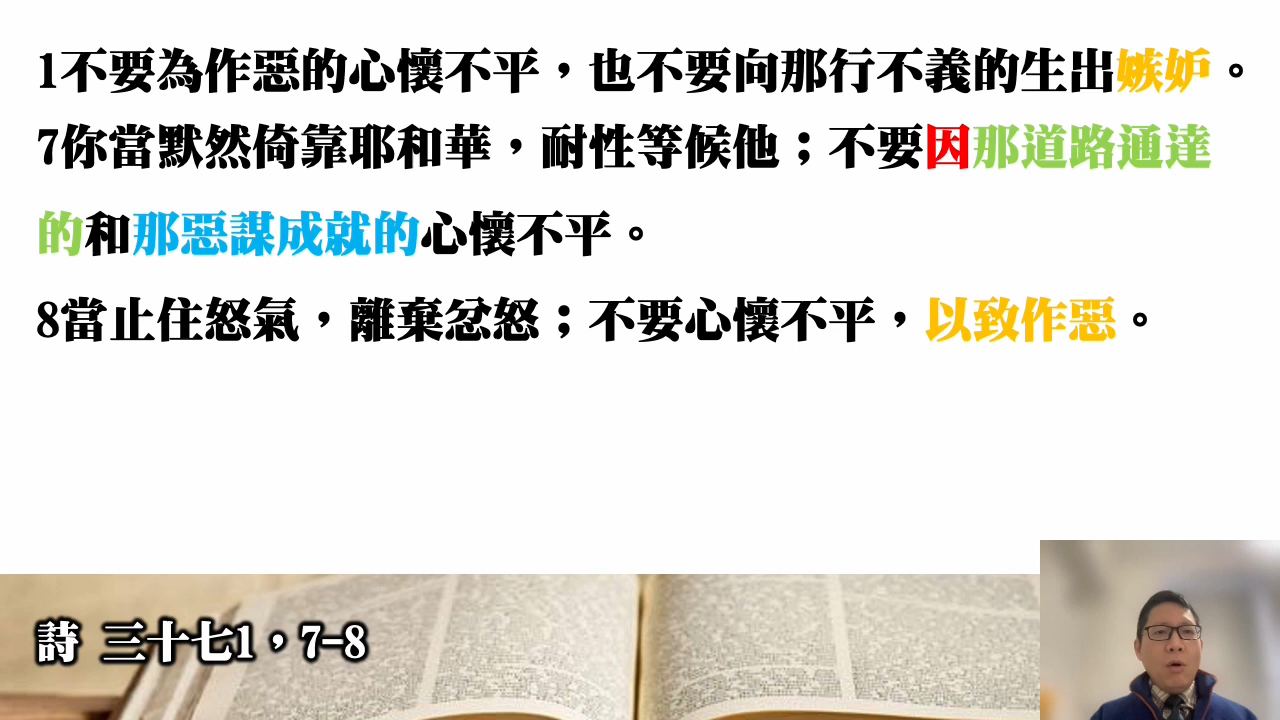 1不要為作惡的心懷不平，也不要向那行不義的生出嫉妒。
7你當默然倚靠耶和華，耐性等候他；不要因那道路通達
的和那惡謀成就的心懷不平。
8當止住怒氣，離棄忿怒；不要心懷不平，以致作惡。
詩 三十七1，7-8